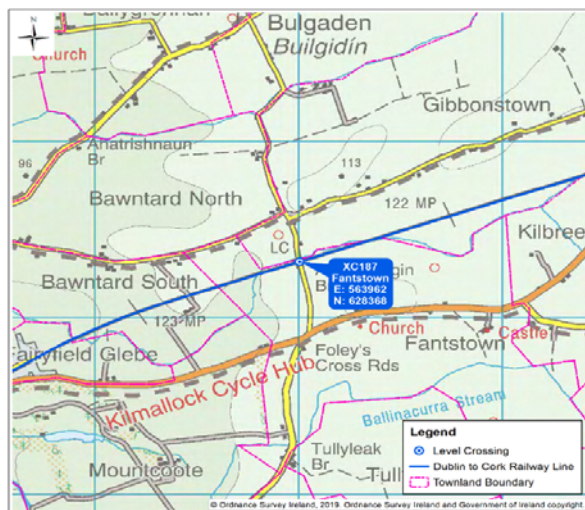 N
Ballygrennan
Church
Bulgaden
Builgidín
Gibbonstown
Anatrishnaun
Br
96
113
Bawntard North
122 MP
LC
Kilbree
XC187
Fantstown
E: 563962
N: 628368
Bawntard South
123 MP
Church
Castle
Fantstown
Fairyfield Glebe
Foley's
Cross Rds
Kilmallock Cycle Hub
Ballinacurra Stream
Mountcoote
Tullyleak
Br
Tull
Legend
Level Crossing
Dublin to Cork Railway Line
Townland Boundary
© Ordnance Survey Ireland, 2019. Ordnance Survey Ireland and Government of Ireland copyright.